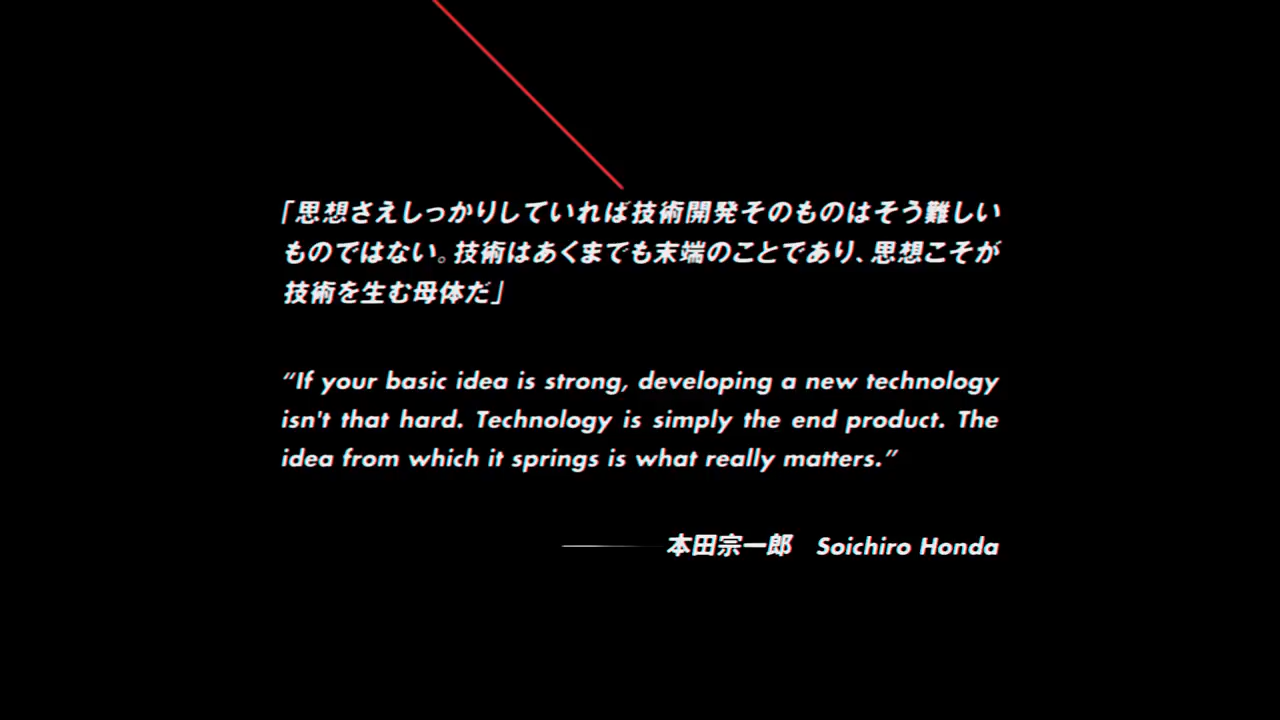 「思想さえしっかりしていれば技術開発そのものはそう難しい
ものではない。技術はあくまでも末端のことであり、思想こそが
技術を生む母体だ」
“If your basic idea is strong, developing a new technology
isn't that hard. Technology is simply the end product. The
idea from which it springs is what really matters.”
本田宗一郎　Soichiro Honda